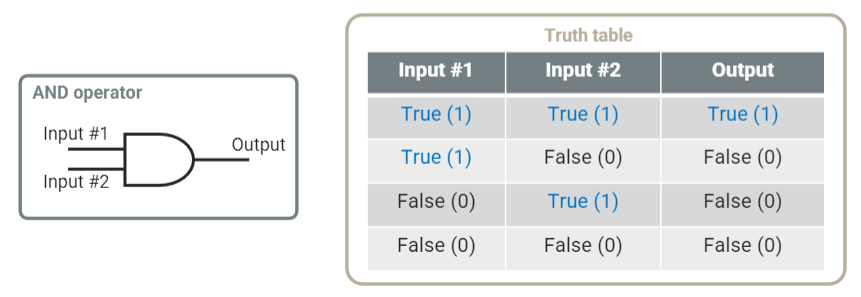 AND operator
Input #1
Output
Input #2
Truth table
Input #1 Input #2 Output
True (1) True (1) True (1)
True (1) False (0) False (0)
False (0) True (1) False (0)
False (0) False (0) False (0)